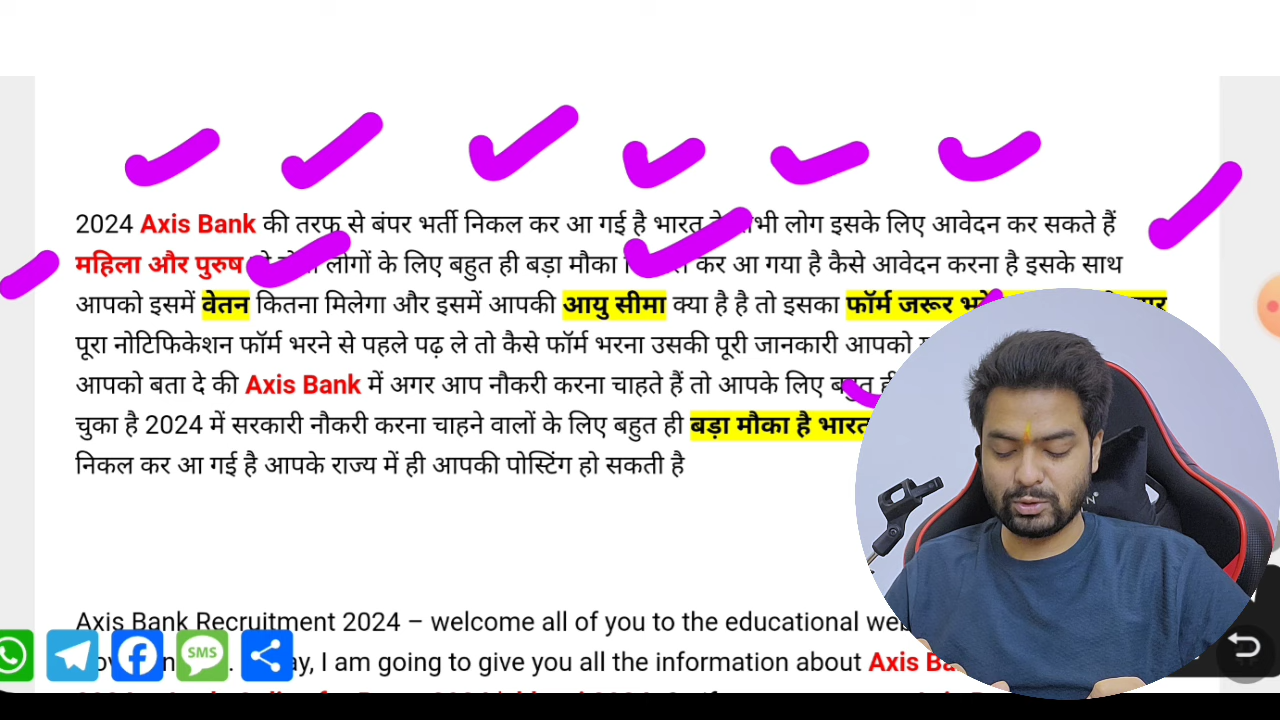 2024 Axis Bank की तरफ से बंपर भर्ती निकल कर आ गई है भारत लोग इसके लिए आवेदन कर सकते हैं
महिला और पुरुष लोगों के लिए बहुत ही बड़ा मौका कर आ गया है कैसे आवेदन करना है इसके साथ
आपको इसमें वेतन कितना मिलेगा और इसमें आपकी आयु सीमा क्या है है तो इसका फॉर्म जरूर
पूरा नोटिफिकेशन फॉर्म भरने से पहले पढ़ ले तो कैसे फॉर्म भरना उसकी पूरी जानकारी आपको
आपको बता दे की Axis Bank में अगर आप नौकरी करना चाहते हैं तो आपके लिए बहुत
चुका है 2024 में सरकारी नौकरी करना चाहने वालों के लिए बहुत ही बड़ा मौका है भारत
निकल कर आ गई है आपके राज्य में ही आपकी पोस्टिंग हो सकती है
Axis Bank Recruitment 2024 – welcome all of you to the educational
I am going to give you all the information about Axis
SMS